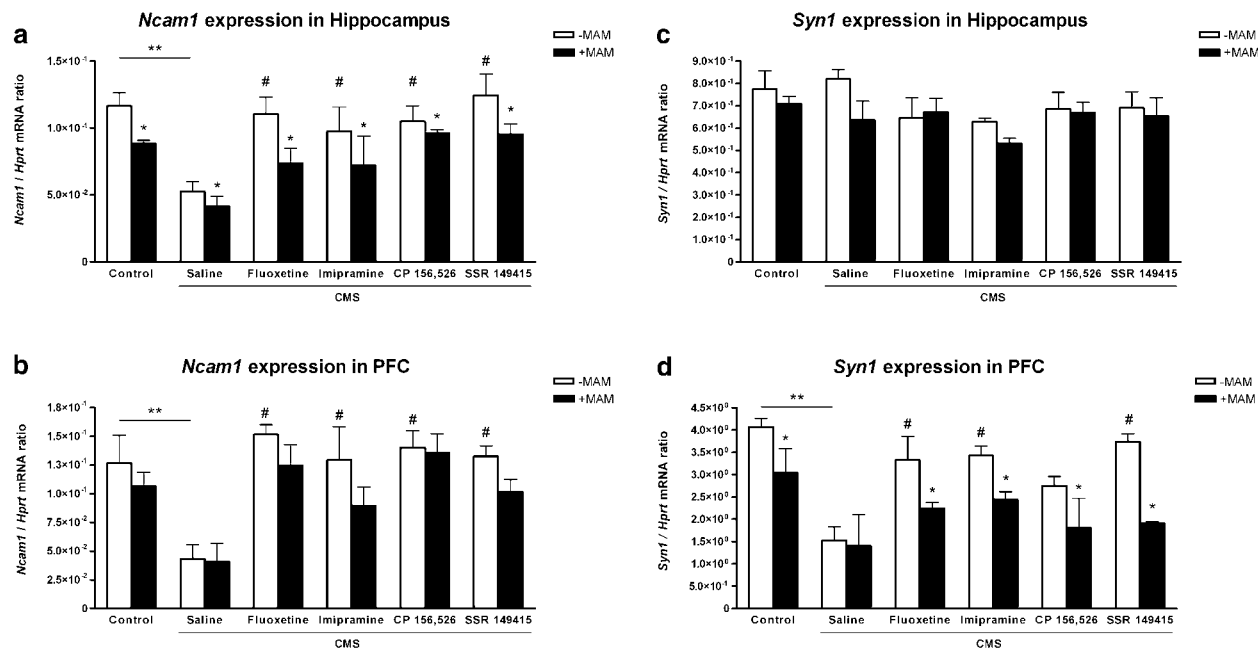 a
Ncam1 expression in Hippocampus
-MAM
+MAM
Ncam1 / Hprt mRNA ratio
1.5×10⁻¹
1.0×10⁻¹
5.0×10⁻²
0
**
*
*
#
*
#
*
#
*
#
*
Control Saline Fluoxetine Imipramine CP 156,526 SSR 149415
CMS
c
Syn1 expression in Hippocampus
-MAM
+MAM
Syn1 / Hprt mRNA ratio
9.0×10⁻¹
8.0×10⁻¹
7.0×10⁻¹
6.0×10⁻¹
5.0×10⁻¹
4.0×10⁻¹
3.0×10⁻¹
2.0×10⁻¹
1.0×10⁻¹
0
Control Saline Fluoxetine Imipramine CP 156,526 SSR 149415
CMS
b
Ncam1 expression in PFC
-MAM
+MAM
Ncam1 / Hprt mRNA ratio
1.8×10⁻¹
1.5×10⁻¹
1.3×10⁻¹
1.0×10⁻¹
7.5×10⁻²
5.0×10⁻²
2.5×10⁻²
0
**
#
#
#
#
Control Saline Fluoxetine Imipramine CP 156,526 SSR 149415
CMS
d
Syn1 expression in PFC
-MAM
+MAM
Syn1 / Hprt mRNA ratio
4.5×10⁰
4.0×10⁰
3.5×10⁰
3.0×10⁰
2.5×10⁰
2.0×10⁰
1.5×10⁰
1.0×10⁰
5.0×10⁻¹
0
**
*
#
*
#
*
*
#
*
Control Saline Fluoxetine Imipramine CP 156,526 SSR 149415
CMS